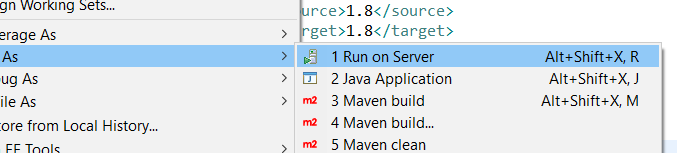 gn Working Sets...
urce>1.8</source>
rget>1.8</target>
erage As
As
1 Run on Server Alt+Shift+X, R
ug As
2 Java Application Alt+Shift+X, J
ile As
m2 3 Maven build Alt+Shift+X, M
tore from Local History...
m2 4 Maven build...
EE Tools
m2 5 Maven clean